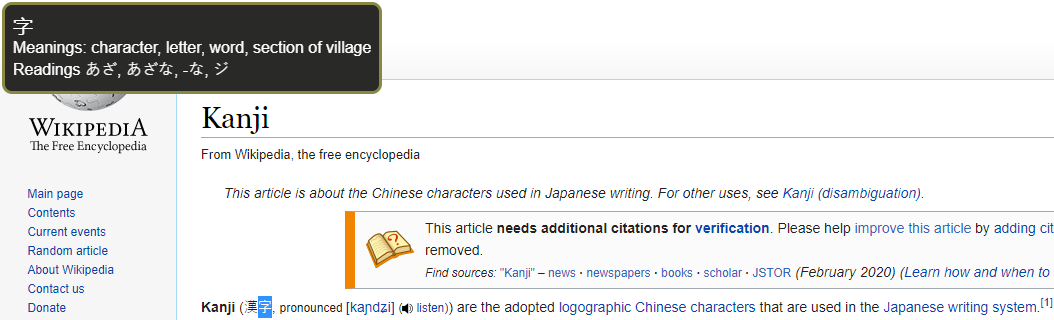 字
Meanings: character, letter, word, section of village
Readings あざ, あざな, -な, ジ
WIKIPEDIA
The Free Encyclopedia
Main page
Contents
Current events
Random article
About Wikipedia
Contact us
Donate
Kanji
From Wikipedia, the free encyclopedia
This article is about the Chinese characters used in Japanese writing. For other uses, see Kanji (disambiguation).
This article needs additional citations for verification. Please help improve this article by adding cit
removed.
Find sources: "Kanji" – news · newspapers · books · scholar · JSTOR (February 2020) (Learn how and when to
Kanji (漢字, pronounced [kaɲdʑi] (listen)) are the adopted logographic Chinese characters that are used in the Japanese writing system.[1]